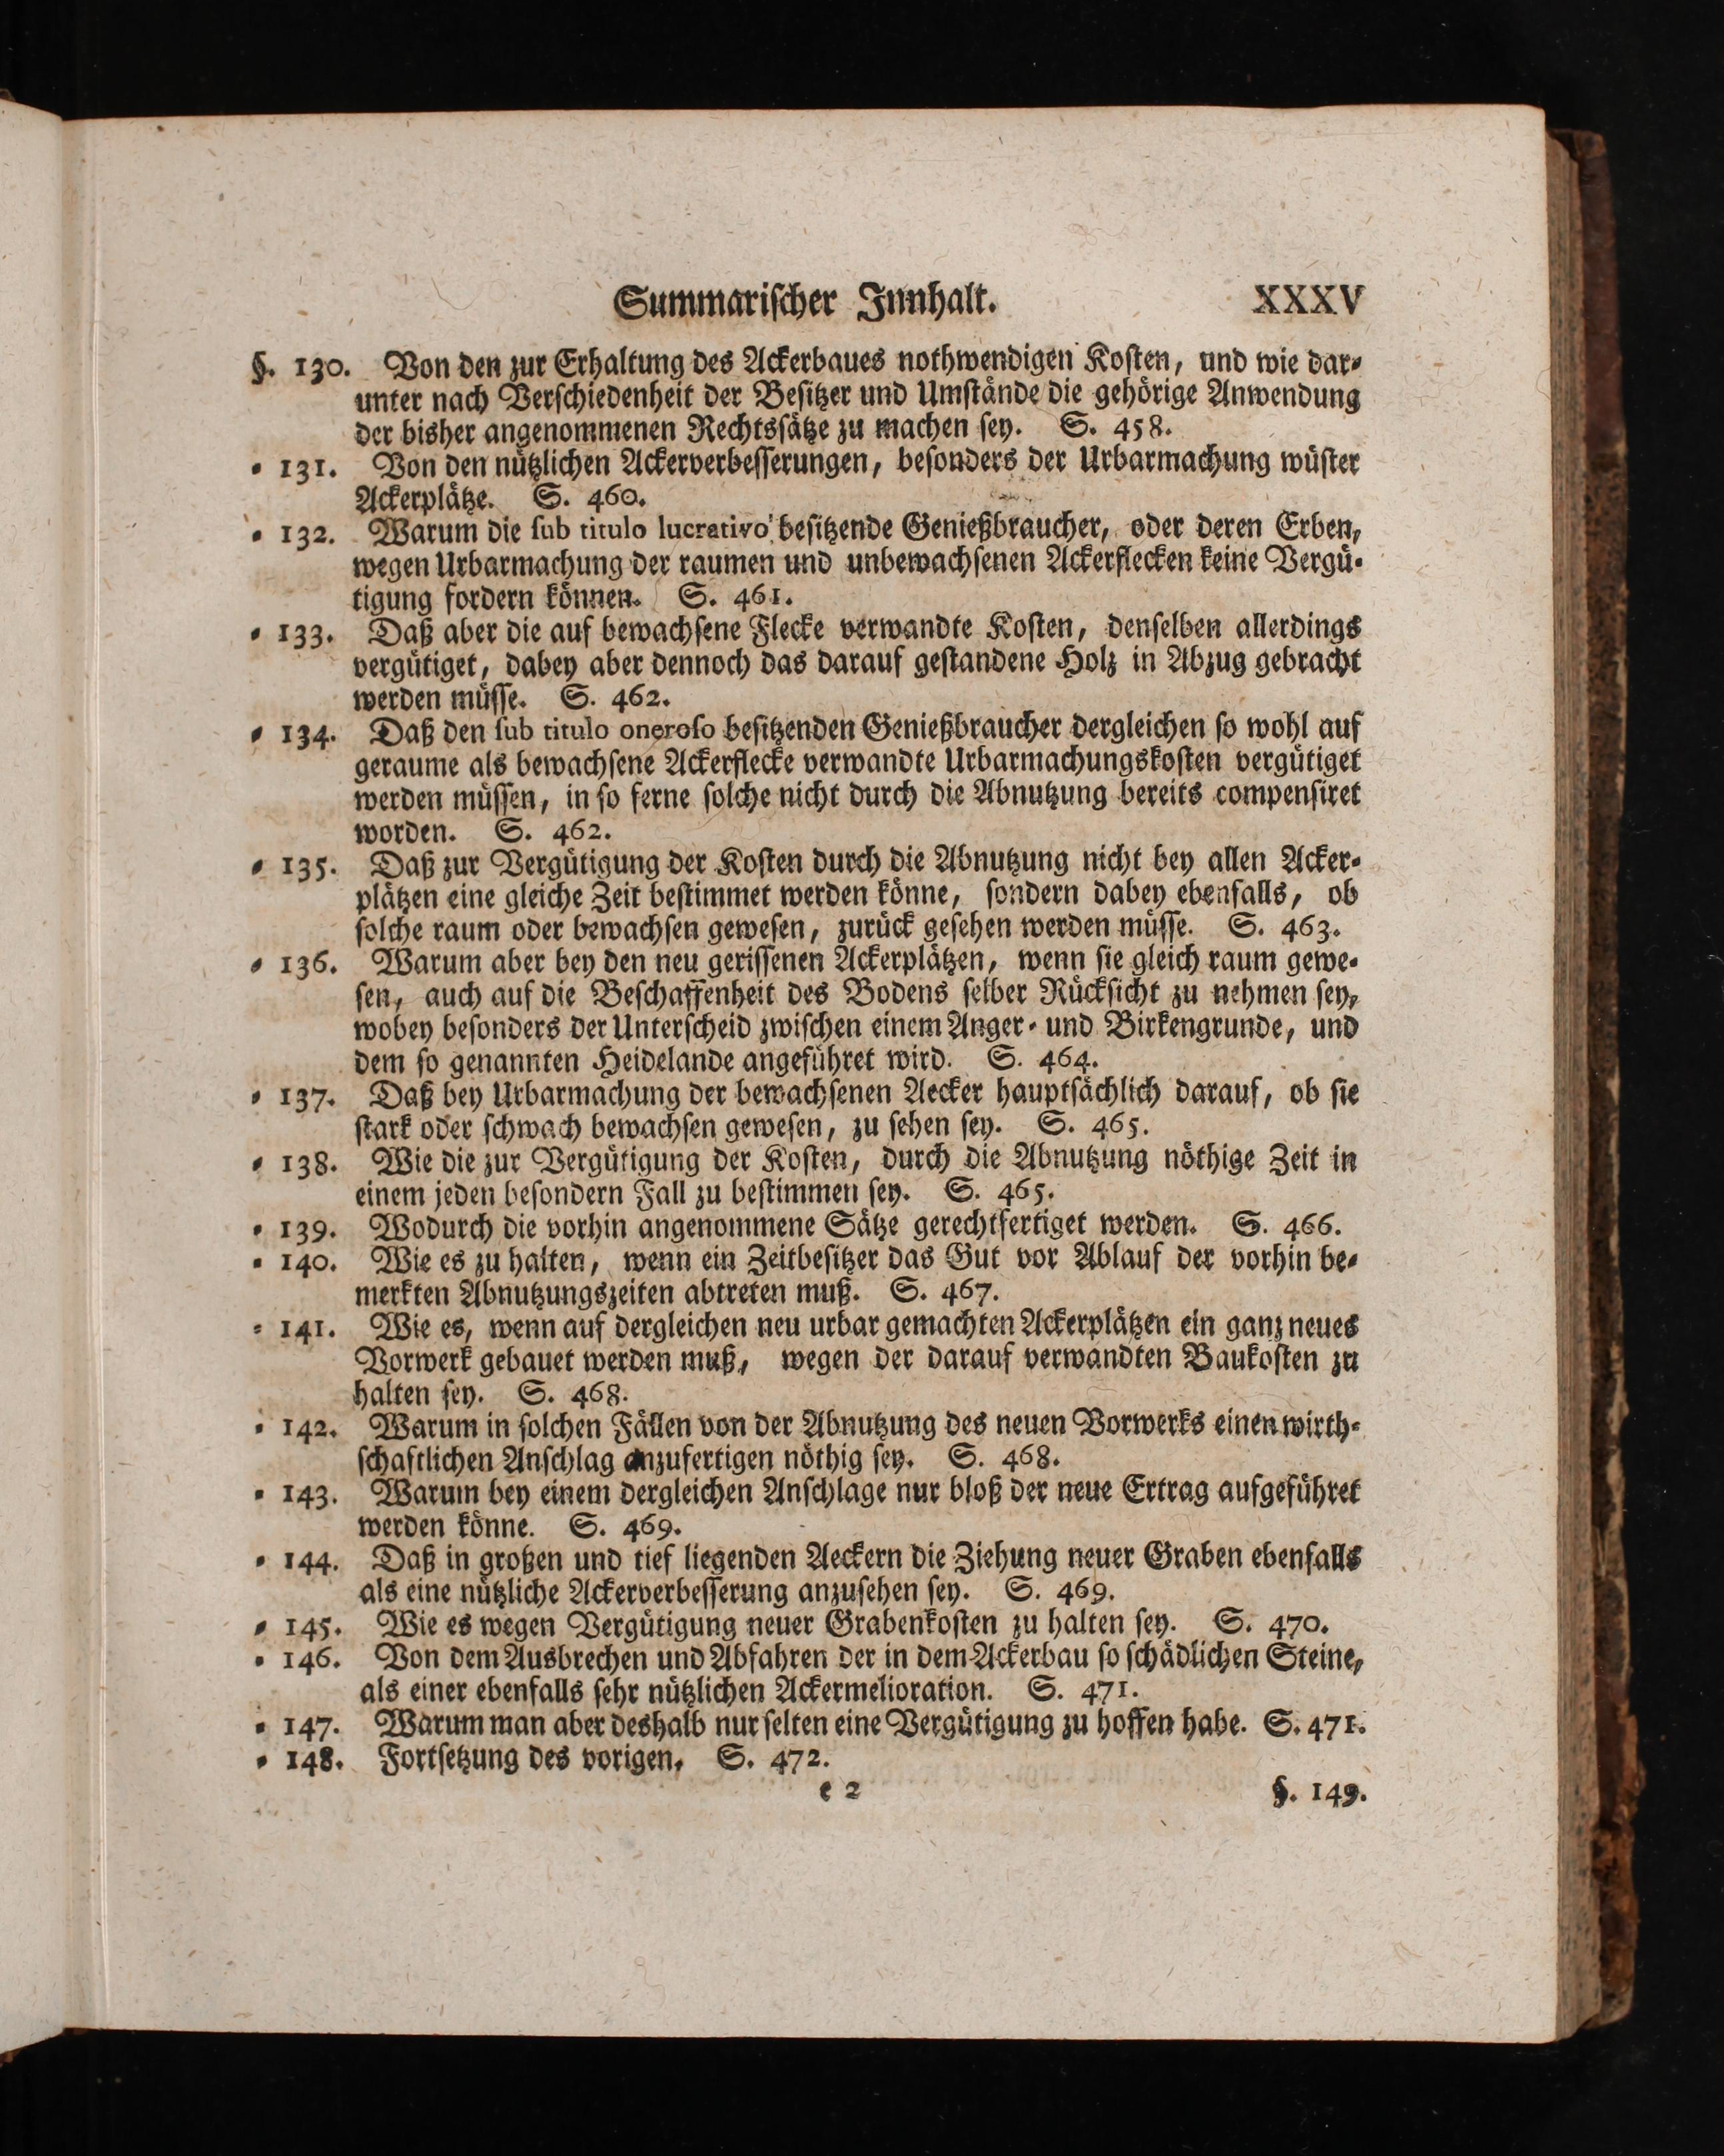 Summarischer Innhalt. XXXV
§. 130. Von den zur Erhaltung des Ackerbaues nothwendigen Kosten, und wie dar-
unter nach Verschiedenheit der Besitzer und Umstände die gehörige Anwendung
der bisher angenommenen Rechtssätze zu machen sey. S. 458.
- 131. Von den nützlichen Ackerverbesserungen, besonders der Urbarmachung wüster
Ackerplätze. S. 460.
- 132. Warum die sub titulo lucrativo besitzende Genießbraucher, oder deren Erben,
wegen Urbarmachung der raumen und unbewachsenen Ackerflecken keine Vergü-
tigung fordern können. S. 461.
- 133. Daß aber die auf bewachsene Flecke verwandte Kosten, denselben allerdings
vergütiget, dabey aber dennoch das darauf gestandene Holz in Abzug gebracht
werden müsse. S. 462.
- 134. Daß den sub titulo oneroso besitzenden Genießbraucher dergleichen so wohl auf
geraume als bewachsene Ackerflecke verwandte Urbarmachungskosten vergütiget
werden müssen, in so ferne solche nicht durch die Abnutzung bereits compensiret
worden. S. 462.
- 135. Daß zur Vergütigung der Kosten durch die Abnutzung nicht bey allen Acker-
plätzen eine gleiche Zeit bestimmet werden könne, sondern dabey ebenfalls, ob
solche raum oder bewachsen gewesen, zurück gesehen werden müsse. S. 463.
- 136. Warum aber bey den neu gerissenen Ackerplätzen, wenn sie gleich raum gewe-
sen, auch auf die Beschaffenheit des Bodens selber Rücksicht zu nehmen sey,
wobey besonders der Unterscheid zwischen einem Anger- und Birkengrunde, und
dem so genannten Heidelande angeführet wird. S. 464.
- 137. Daß bey Urbarmachung der bewachsenen Aecker hauptsächlich darauf, ob sie
stark oder schwach bewachsen gewesen, zu sehen sey. S. 465.
- 138. Wie die zur Vergütigung der Kosten, durch die Abnutzung nöthige Zeit in
einem jeden besondern Fall zu bestimmen sey. S. 465.
- 139. Wodurch die vorhin angenommene Sätze gerechtfertiget werden. S. 466.
- 140. Wie es zu halten, wenn ein Zeitbesitzer das Gut vor Ablauf der vorhin be-
merkten Abnutzungszeiten abtreten muß. S. 467.
- 141. Wie es, wenn auf dergleichen neu urbar gemachten Ackerplätzen ein ganz neues
Vorwerk gebauet werden muß, wegen der darauf verwandten Baukosten zu
halten sey. S. 468.
- 142. Warum in solchen Fällen von der Abnutzung des neuen Vorwerks einen wirth-
schaftlichen Anschlag anzufertigen nöthig sey. S. 468.
- 143. Warum bey einem dergleichen Anschlage nur bloß der neue Ertrag aufgeführet
werden könne. S. 469.
- 144. Daß in großen und tief liegenden Aeckern die Ziehung neuer Graben ebenfalls
als eine nützliche Ackerverbesserung anzusehen sey. S. 469.
- 145. Wie es wegen Vergütigung neuer Grabenkosten zu halten sey. S. 470.
- 146. Von dem Ausbrechen und Abfahren der in dem Ackerbau so schädlichen Steine,
als einer ebenfalls sehr nützlichen Ackermelioration. S. 471.
- 147. Warum man aber deshalb nur selten eine Vergütigung zu hoffen habe. S. 471.
- 148. Fortsetzung des vorigen. S. 472.
e 2 §. 149.